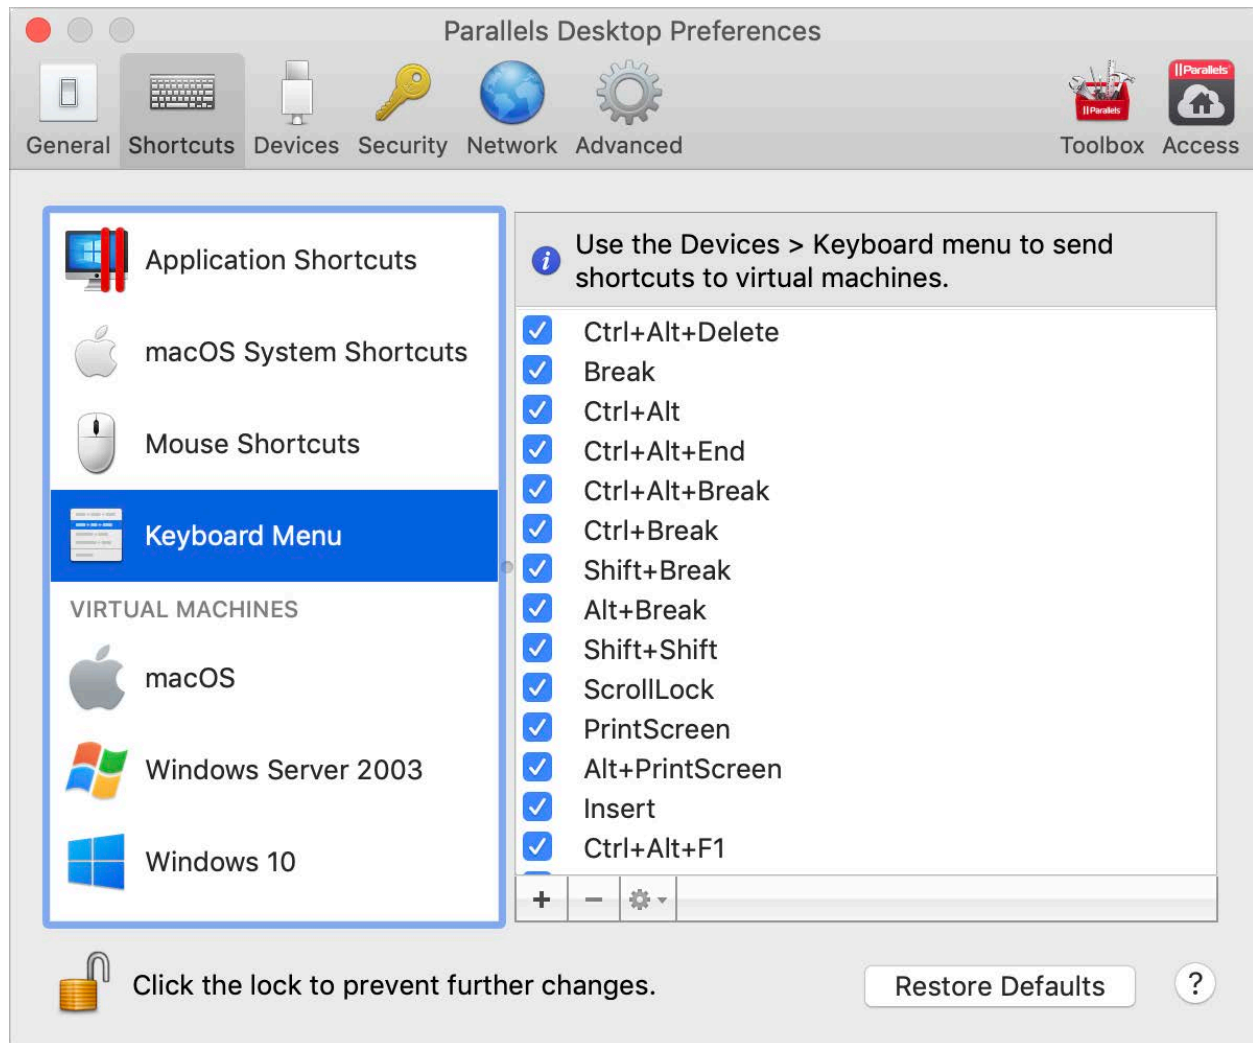 Parallels Desktop Preferences
||Parallels
||Parallels
General Shortcuts Devices Security Network Advanced Toolbox Access
Application Shortcuts
macOS System Shortcuts
Mouse Shortcuts
Keyboard Menu
VIRTUAL MACHINES
macOS
Windows Server 2003
Windows 10
Use the Devices > Keyboard menu to send
shortcuts to virtual machines.
Ctrl+Alt+Delete
Break
Ctrl+Alt
Ctrl+Alt+End
Ctrl+Alt+Break
Ctrl+Break
Shift+Break
Alt+Break
Shift+Shift
ScrollLock
PrintScreen
Alt+PrintScreen
Insert
Ctrl+Alt+F1
+ −
Click the lock to prevent further changes.
Restore Defaults
?